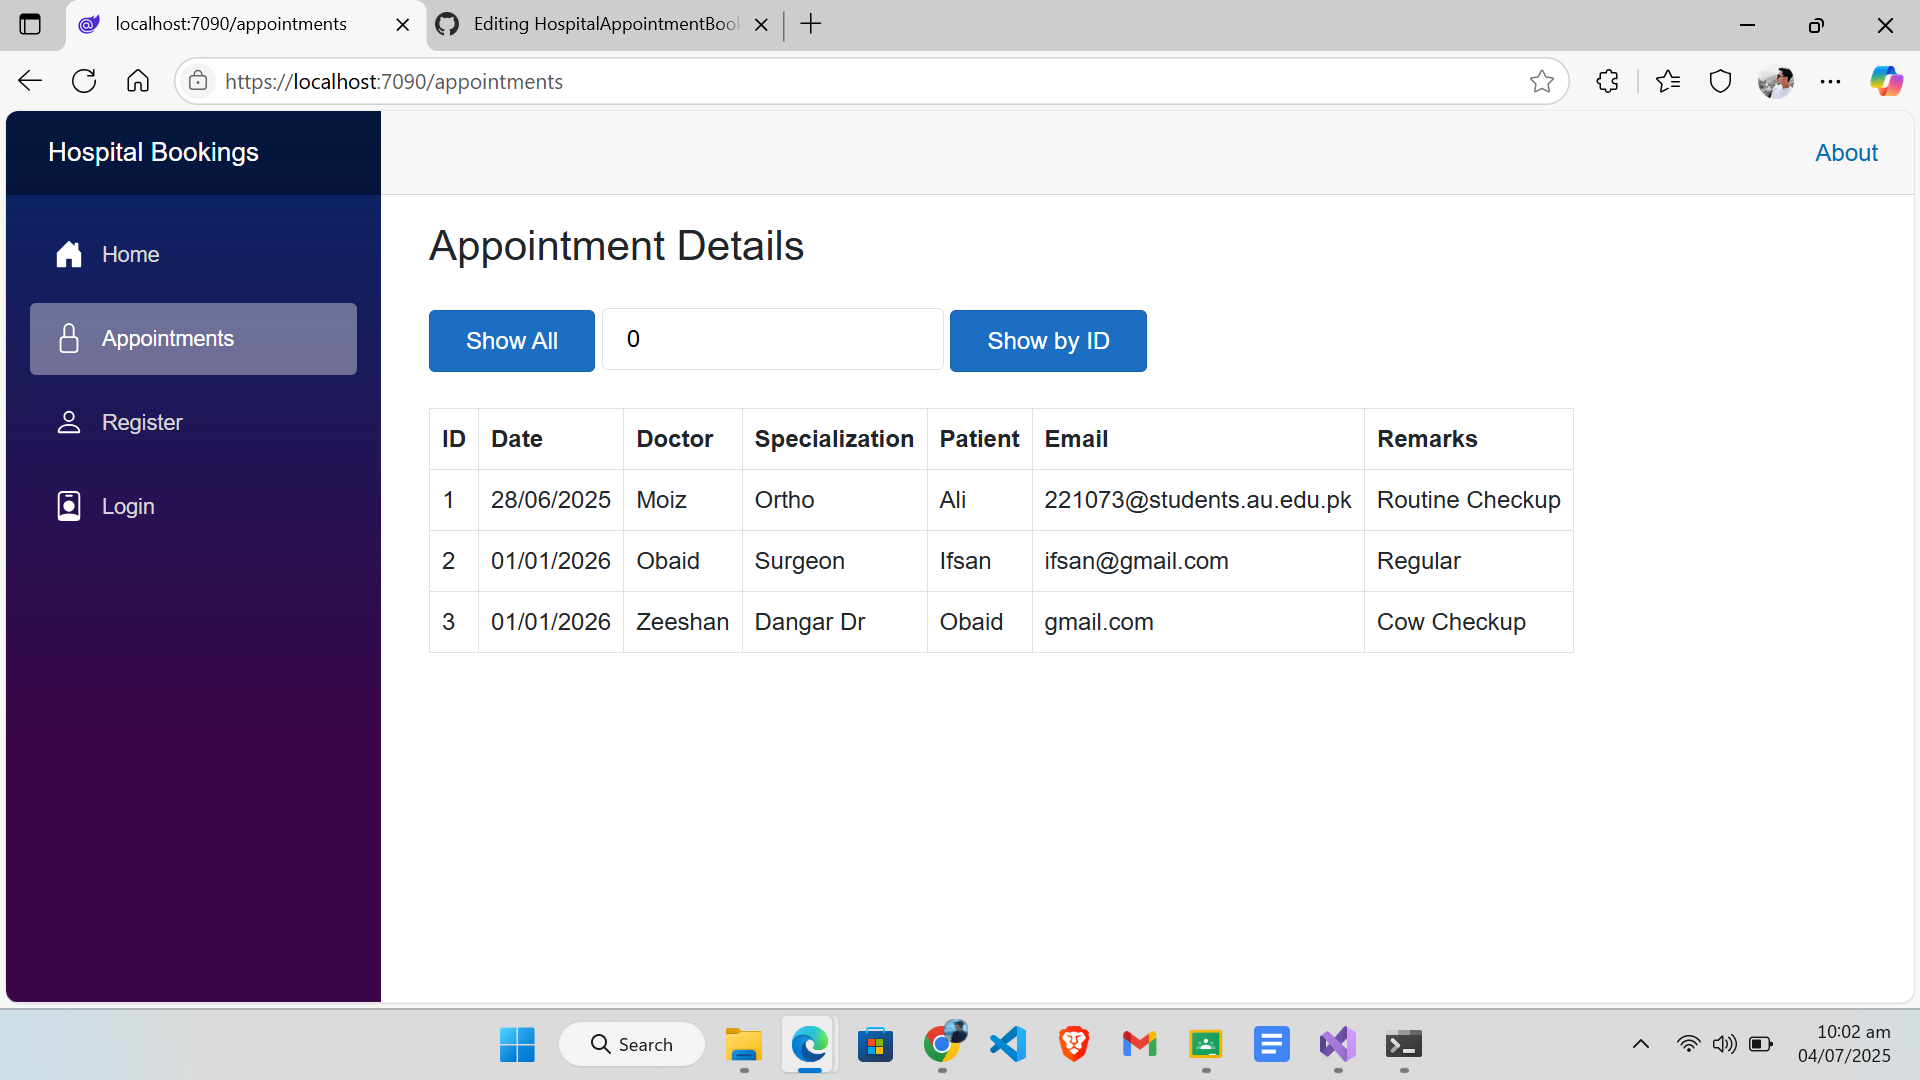 localhost:7090/appointments
Editing HospitalAppointmentBook
https://localhost:7090/appointments
Hospital Bookings
About
Home
Appointments
Register
Login
Appointment Details
Show All 0 Show by ID
ID Date Doctor Specialization Patient Email Remarks
1 28/06/2025 Moiz Ortho Ali 221073@students.au.edu.pk Routine Checkup
2 01/01/2026 Obaid Surgeon Ifsan ifsan@gmail.com Regular
3 01/01/2026 Zeeshan Dangar Dr Obaid gmail.com Cow Checkup
Search
10:02 am
04/07/2025